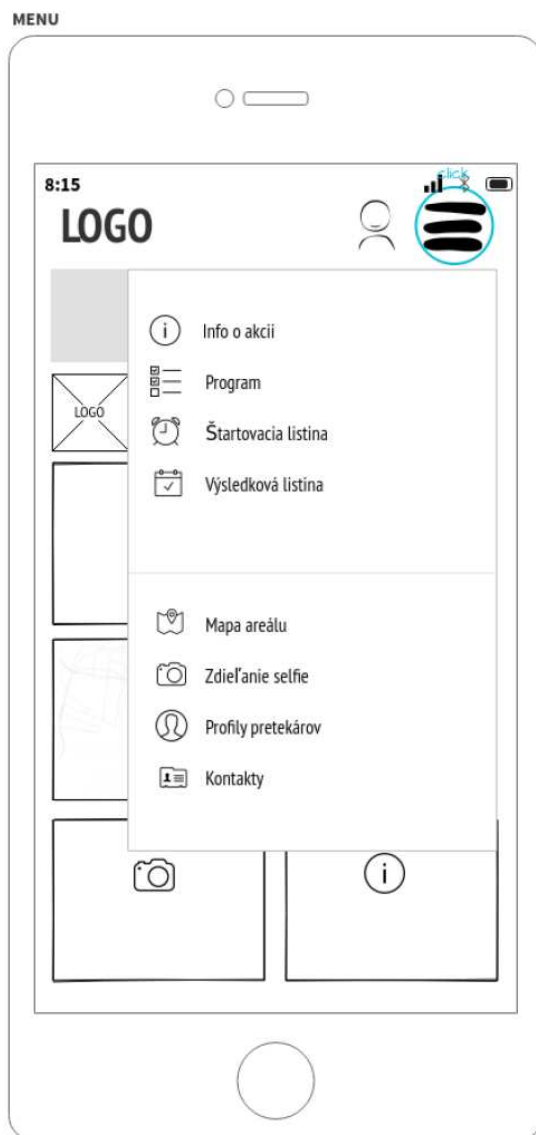 MENU
8:15
click
LOGO
Info o akcii
Program
Štartovacia listina
LOGO
Výsledková listina
Mapa areálu
Zdieľanie selfie
Profily pretekárov
Kontakty